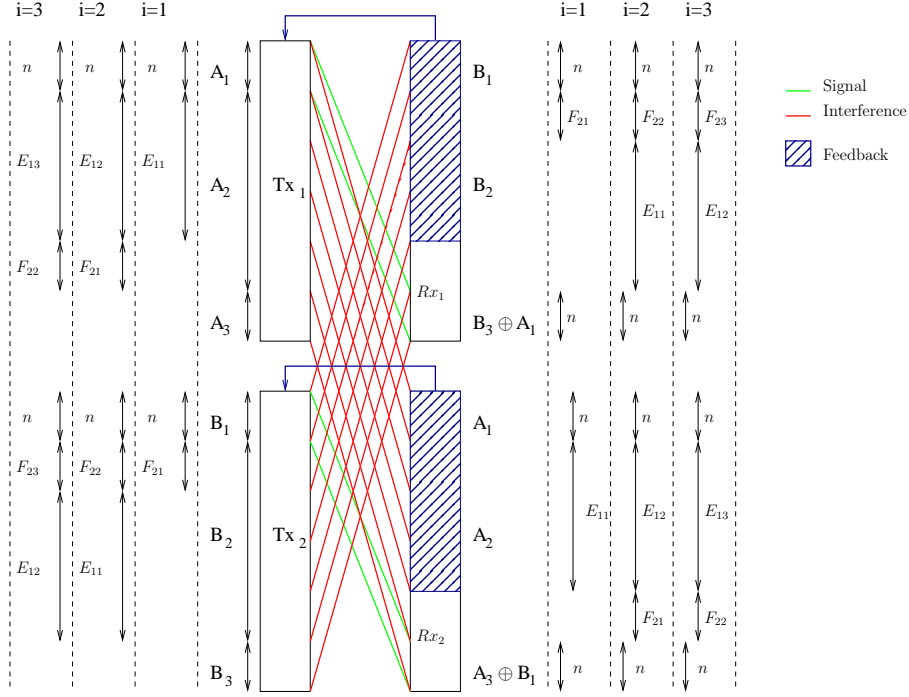 i=3 i=2 i=1 i=1 i=2 i=3
n n n A₁ B₁ n n n
Signal
Interference
F₂₁ F₂₂ F₂₃
Feedback
E₁₃ E₁₂ E₁₁ A₂ Tx ₁ B₂
E₁₁ E₁₂
F₂₂ F₂₁
Rx₁
A₃ B₃ ⊕ A₁ n n n
n n n B₁ A₁ n n n
F₂₃ F₂₂ F₂₁
E₁₁ E₁₂ E₁₃
B₂ Tx ₂ A₂
E₁₂ E₁₁
F₂₁ F₂₂
Rx₂
B₃ A₃ ⊕ B₁ n n n